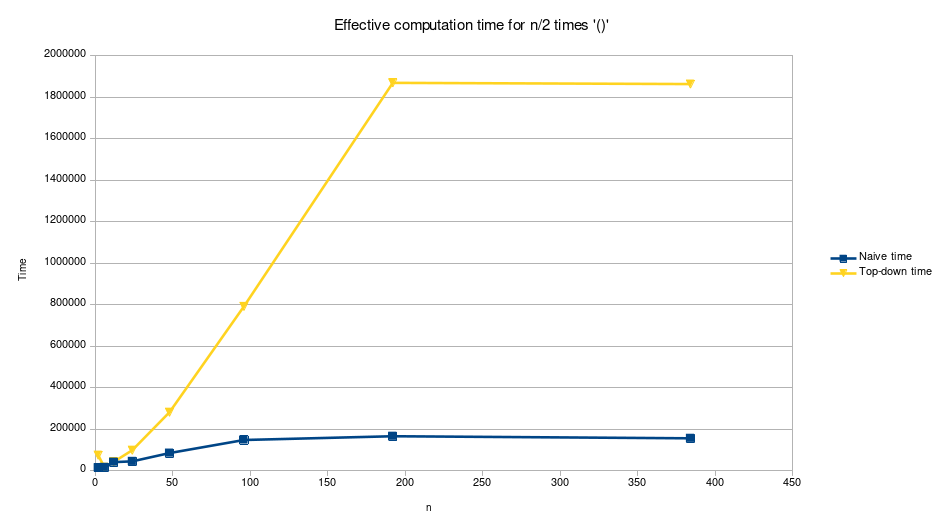 Effective computation time for n/2 times '()'
2000000
1800000
1600000
1400000
1200000
1000000
800000
600000
400000
200000
0
Time
0 50 100 150 200 250 300 350 400 450
n
Naive time
Top-down time